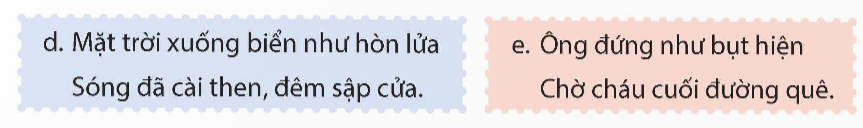 d. Mặt trời xuống biển như hòn lửa
Sóng đã cài then, đêm sập cửa.
e. Ông đứng như bụt hiện
Chờ cháu cuối đường quê.